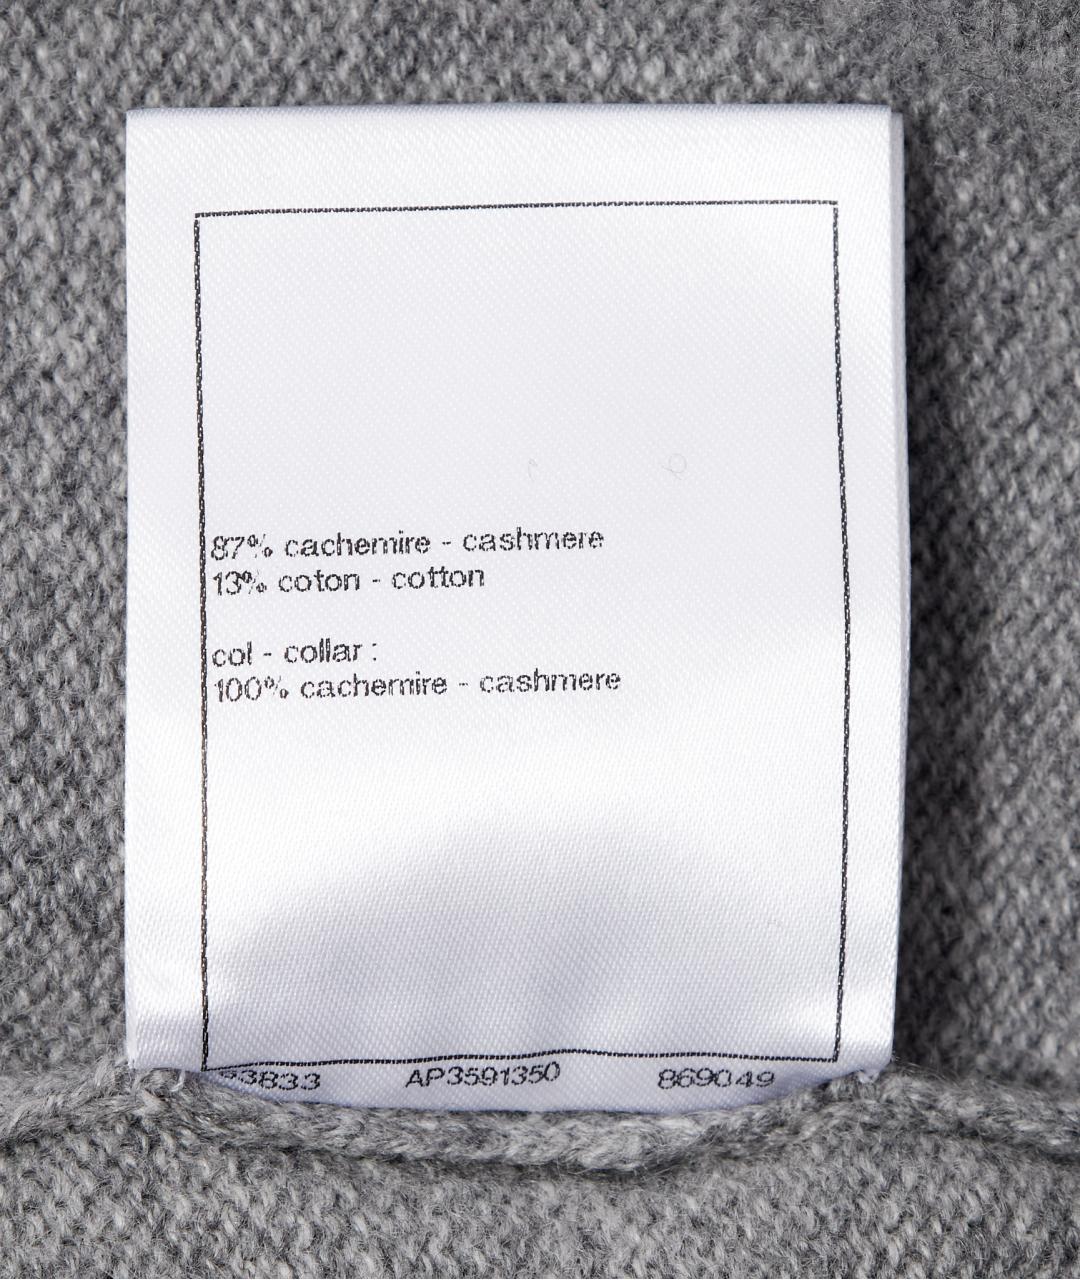 87% cachemire - cashmere
13% coton - cotton
col - collar :
100% cachemire - cashmere
AP3591350 869049